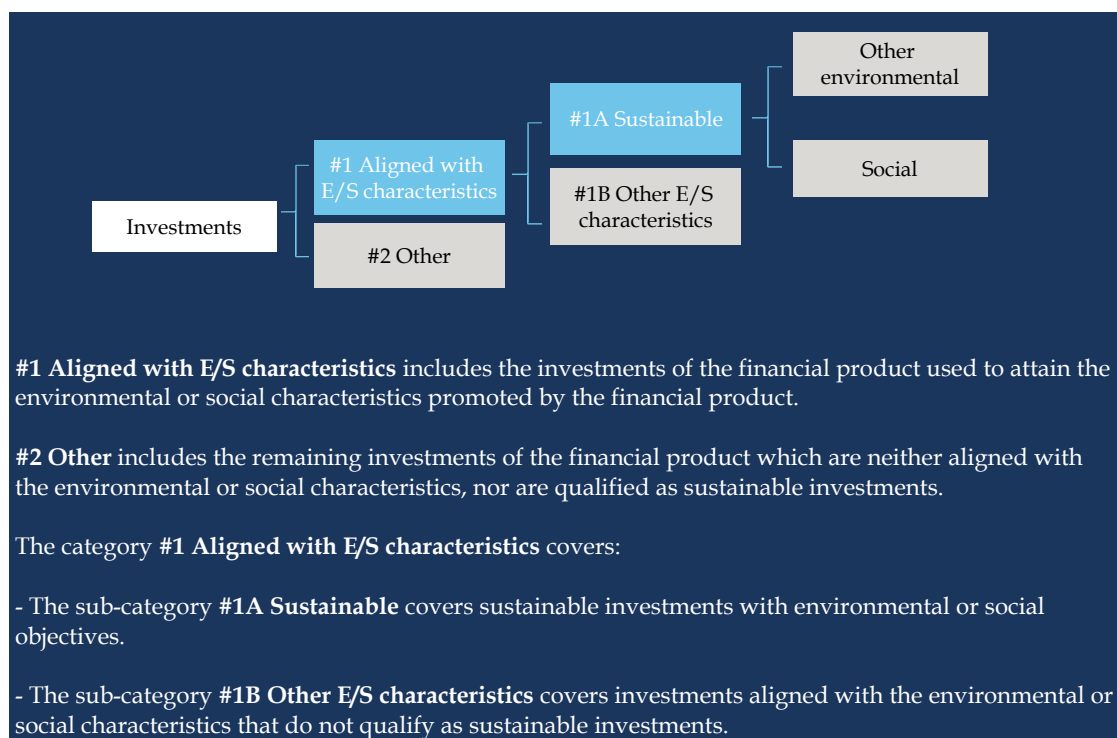 Other
environmental
#1A Sustainable
#1 Aligned with
E/S characteristics
Social
#1B Other E/S
characteristics
Investments
#2 Other
#1 Aligned with E/S characteristics includes the investments of the financial product used to attain the
environmental or social characteristics promoted by the financial product.
#2 Other includes the remaining investments of the financial product which are neither aligned with
the environmental or social characteristics, nor are qualified as sustainable investments.
The category #1 Aligned with E/S characteristics covers:
- The sub-category #1A Sustainable covers sustainable investments with environmental or social
objectives.
- The sub-category #1B Other E/S characteristics covers investments aligned with the environmental or
social characteristics that do not qualify as sustainable investments.